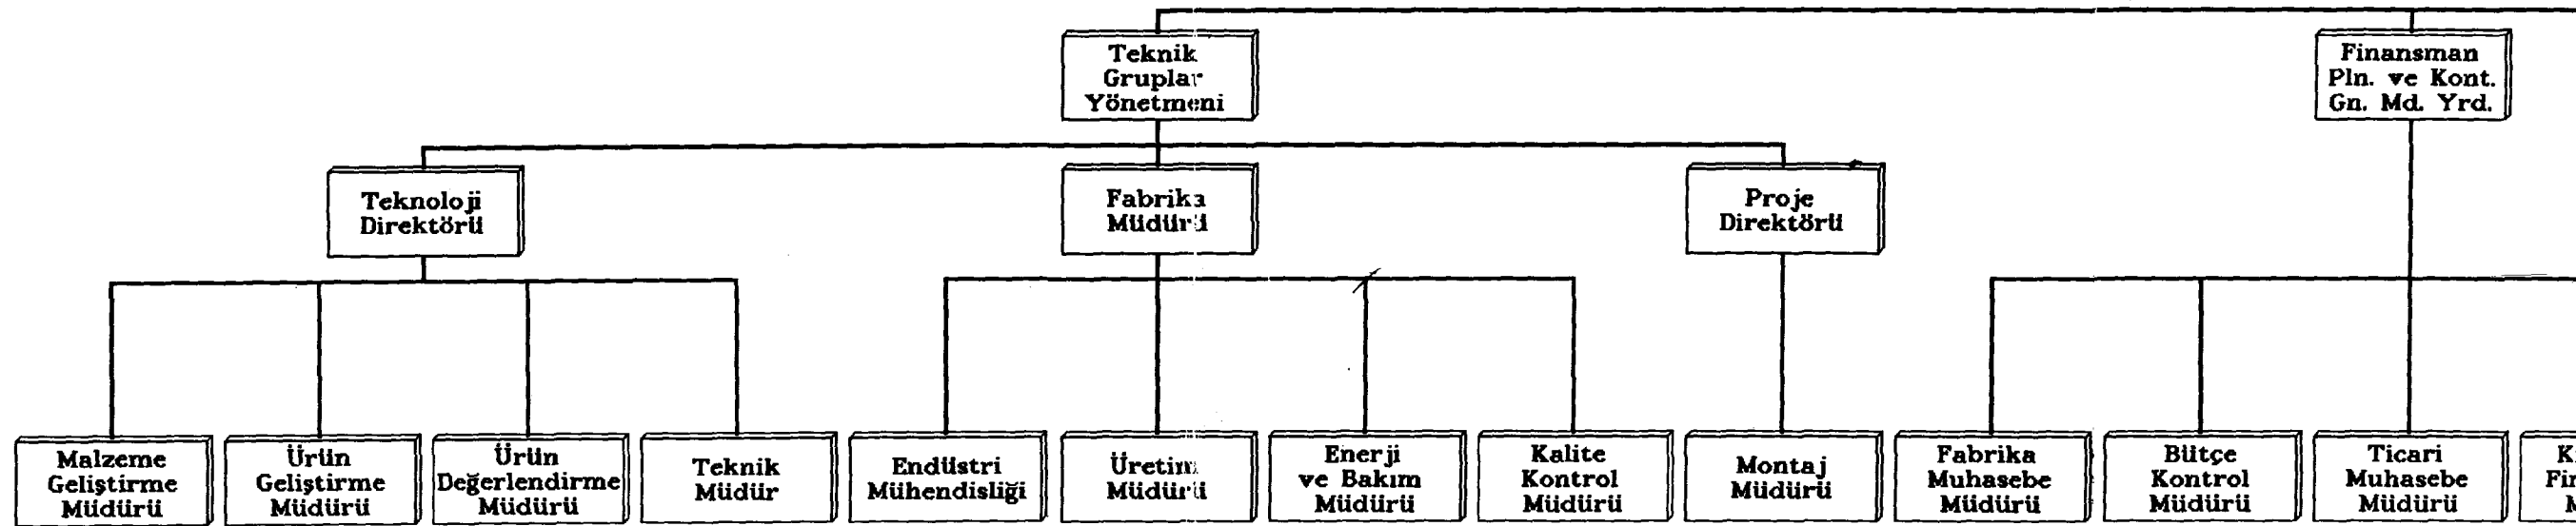 Teknik
Gruplar
Yönetmeni
Finansman
Pln. ve Kont.
Gn. Md. Yrd.
Teknoloji
Direktörü
Fabrika
Müdürü
Proje
Direktörü
Malzeme
Geliştirme
Müdürü
Ürün
Geliştirme
Müdürü
Ürün
Değerlendirme
Müdürü
Teknik
Müdür
Endüstri
Mühendisliği
Üretim
Müdürü
Enerji
ve Bakım
Müdürü
Kalite
Kontrol
Müdürü
Montaj
Müdürü
Fabrika
Muhasebe
Müdürü
Bütçe
Kontrol
Müdürü
Ticari
Muhasebe
Müdürü